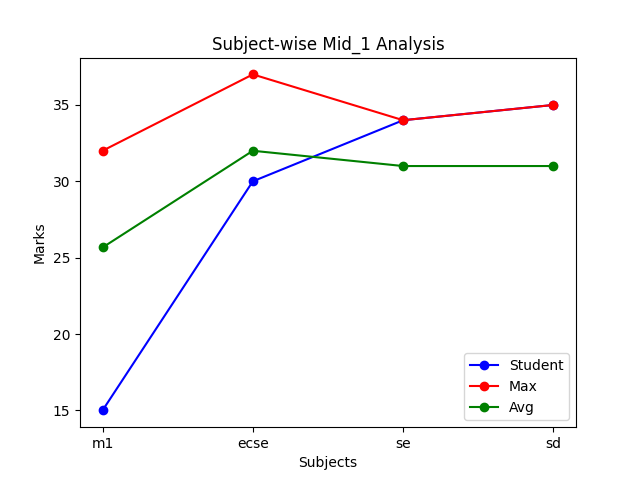 Subject-wise Mid_1 Analysis
35
30
25
20
15
Marks
m1 ecse se sd
Subjects
Student
Max
Avg